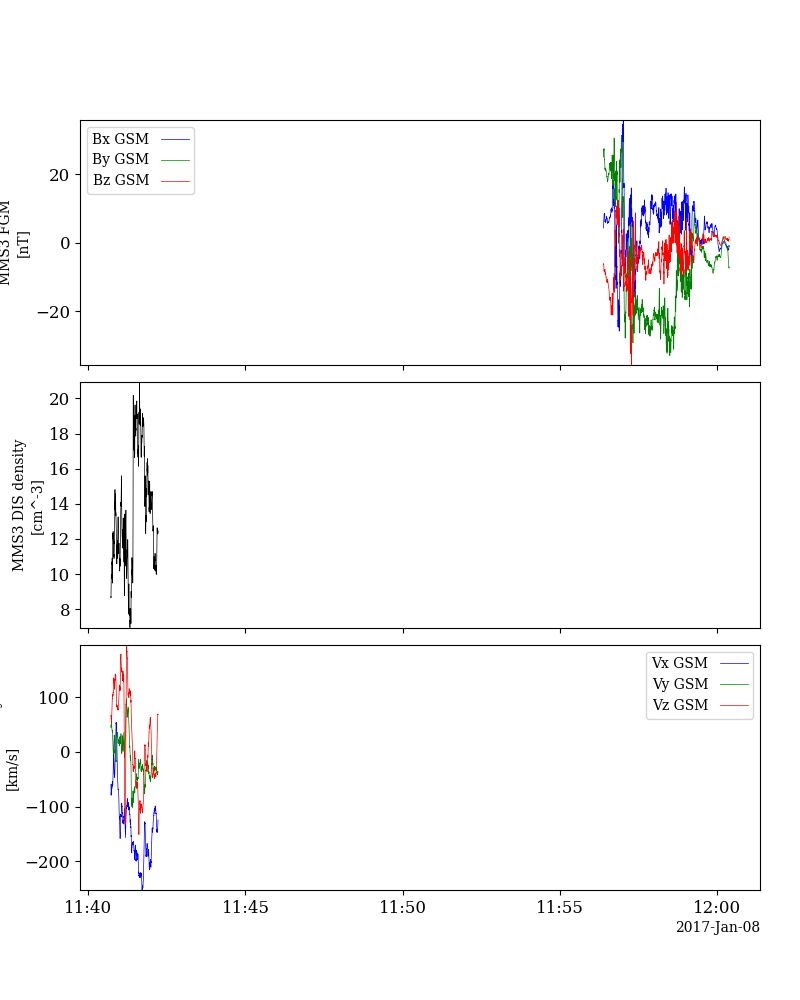 Bx GSM
By GSM
Bz GSM
20
0
−20
MMS3 FGM
[nT]
20
18
16
14
12
10
8
MMS3 DIS density
[cm^-3]
Vx GSM
Vy GSM
Vz GSM
100
0
−100
−200
[km/s]
11:40
11:45
11:50
11:55
12:00
2017-Jan-08